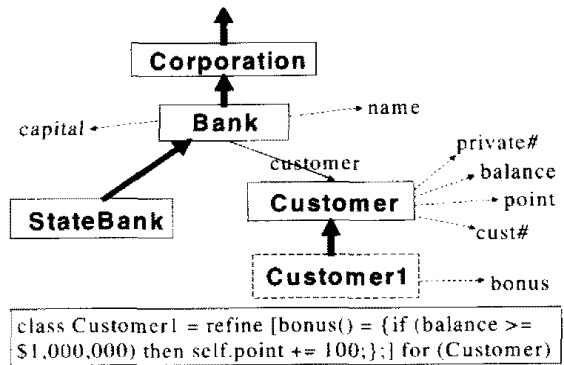 Corporation
Bank
name
capital
customer
private#
balance
StateBank
Customer
point
cust#
Customer1
bonus
class Customer1 = refine [bonus() = {if (balance >=
$1,000,000) then self.point += 100;};] for (Customer)